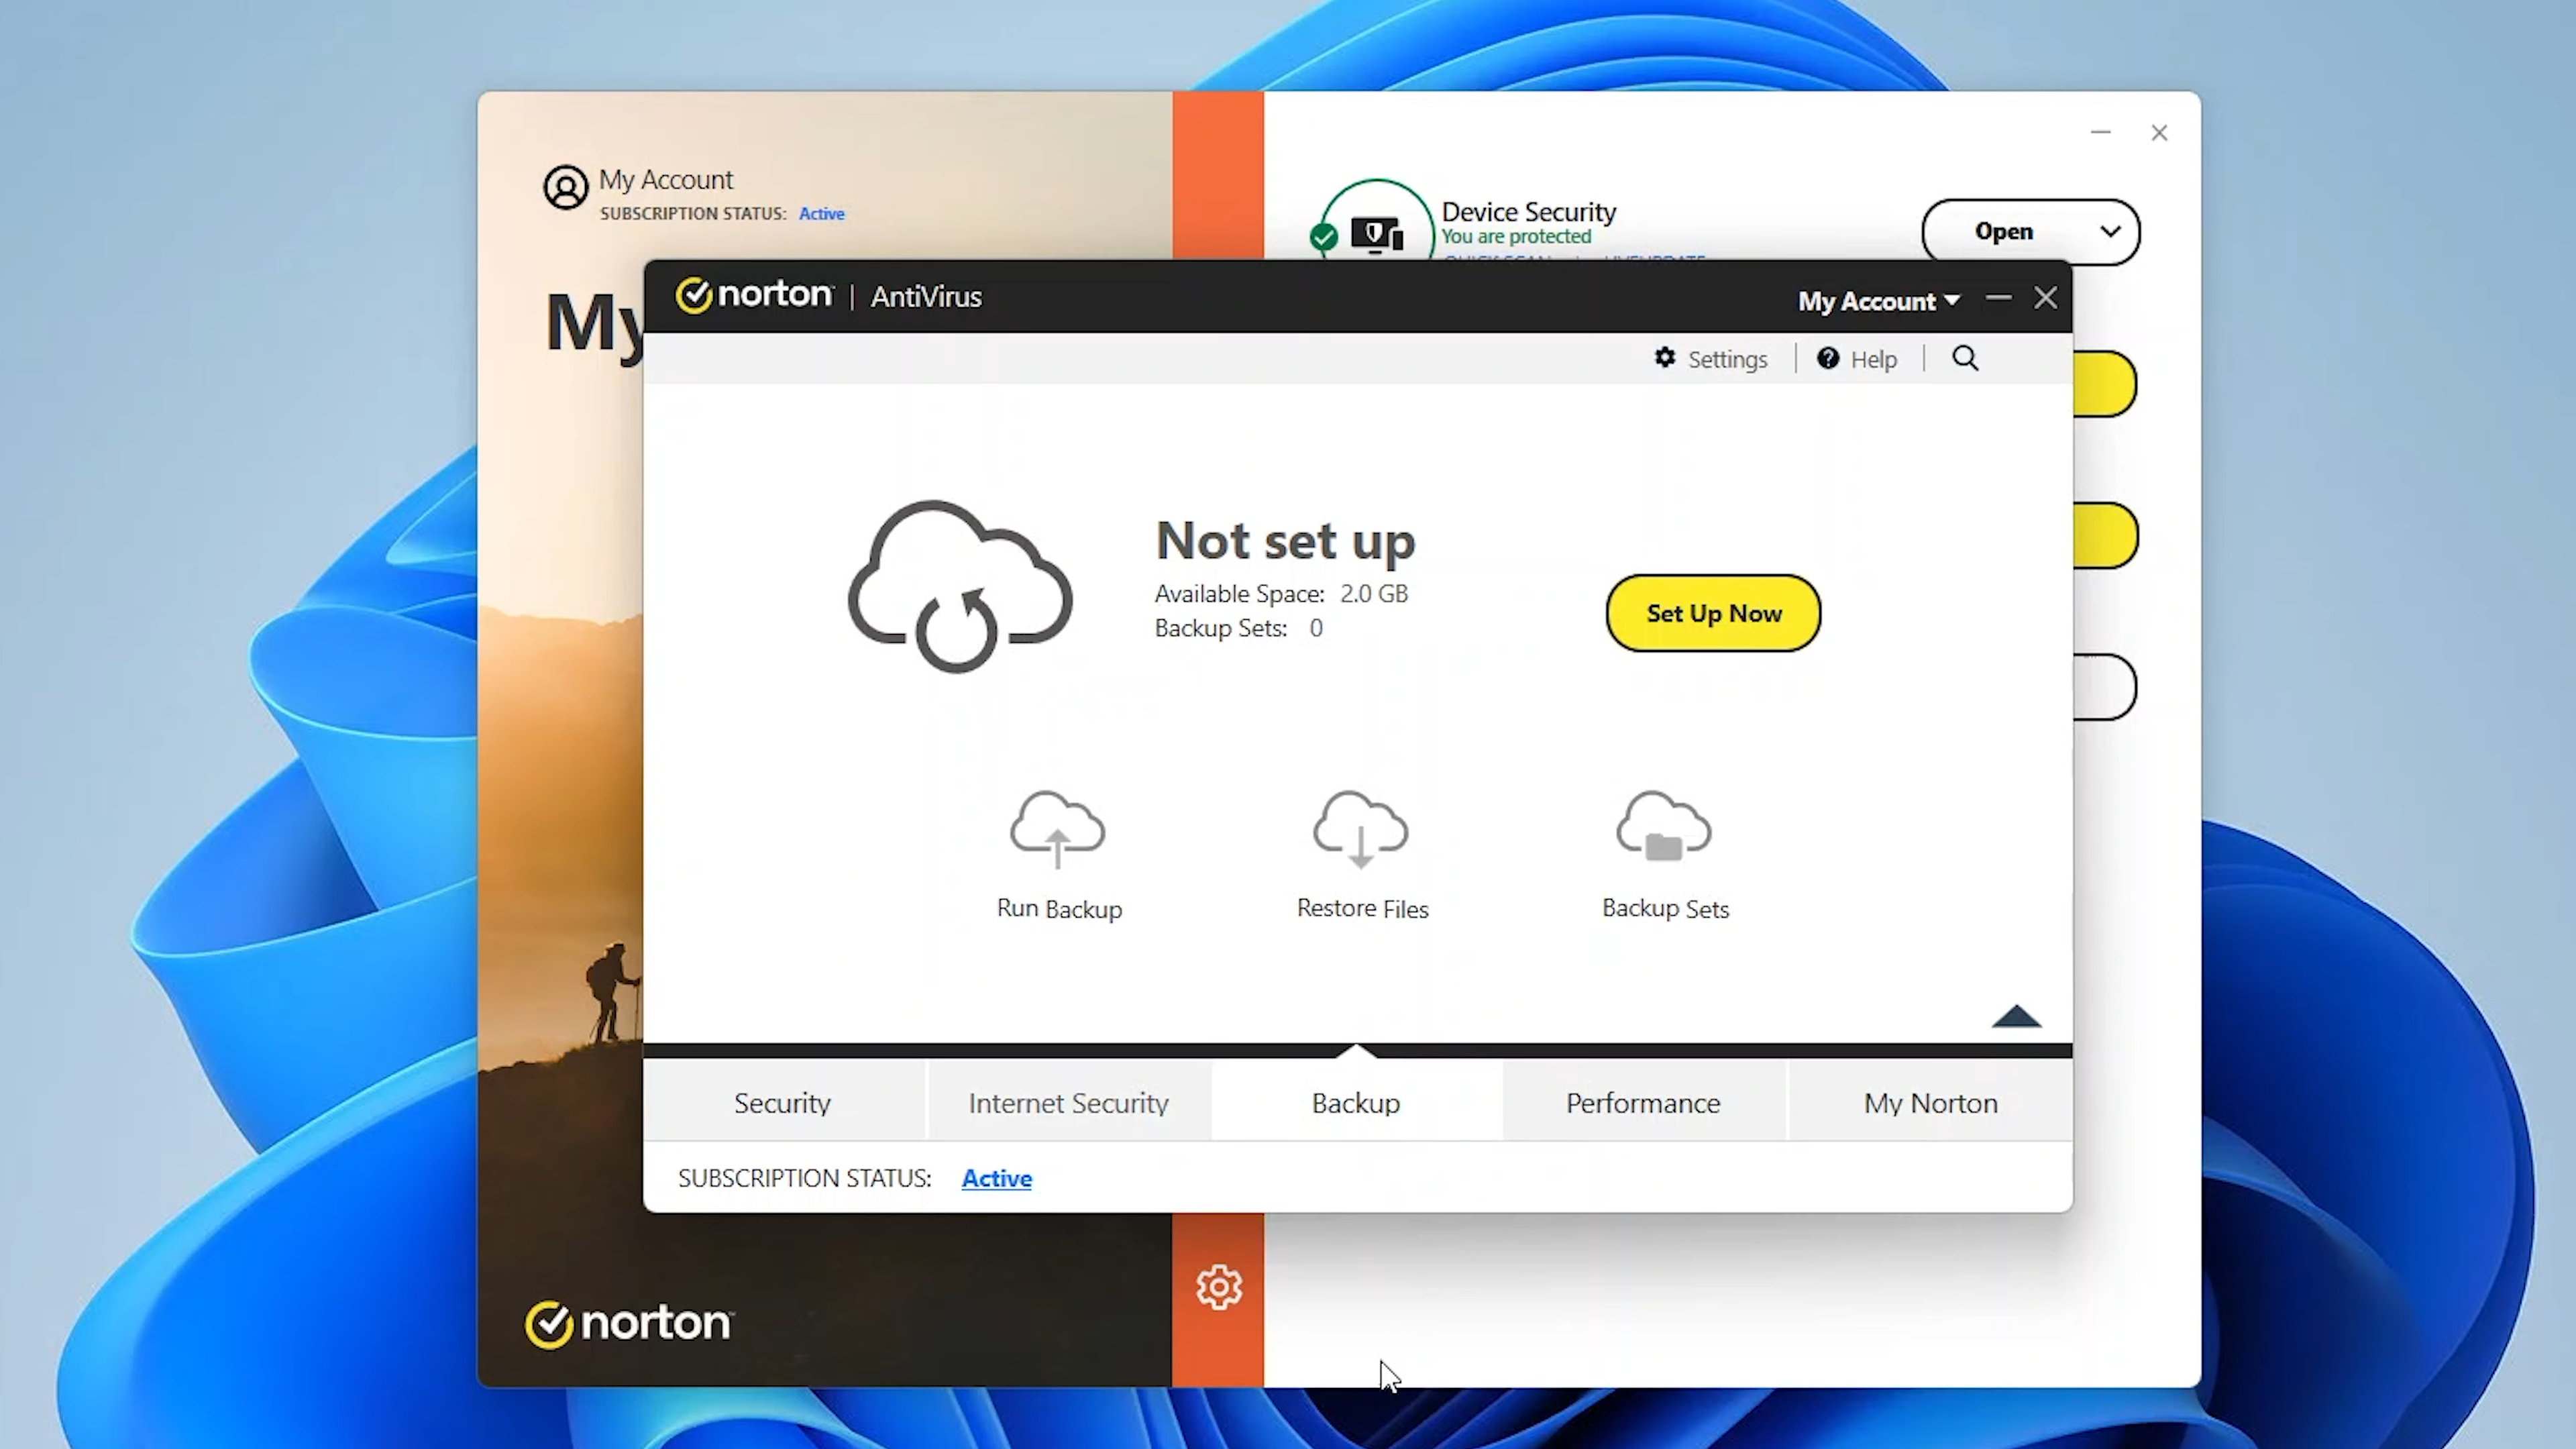 My Account
SUBSCRIPTION STATUS: Active
My
Device Security
You are protected
Open
norton | AntiVirus
My Account
Settings
Help
Not set up
Available Space: 2.0 GB
Backup Sets: 0
Set Up Now
Run Backup
Restore Files
Backup Sets
Security
Internet Security
Backup
Performance
My Norton
SUBSCRIPTION STATUS: Active
norton